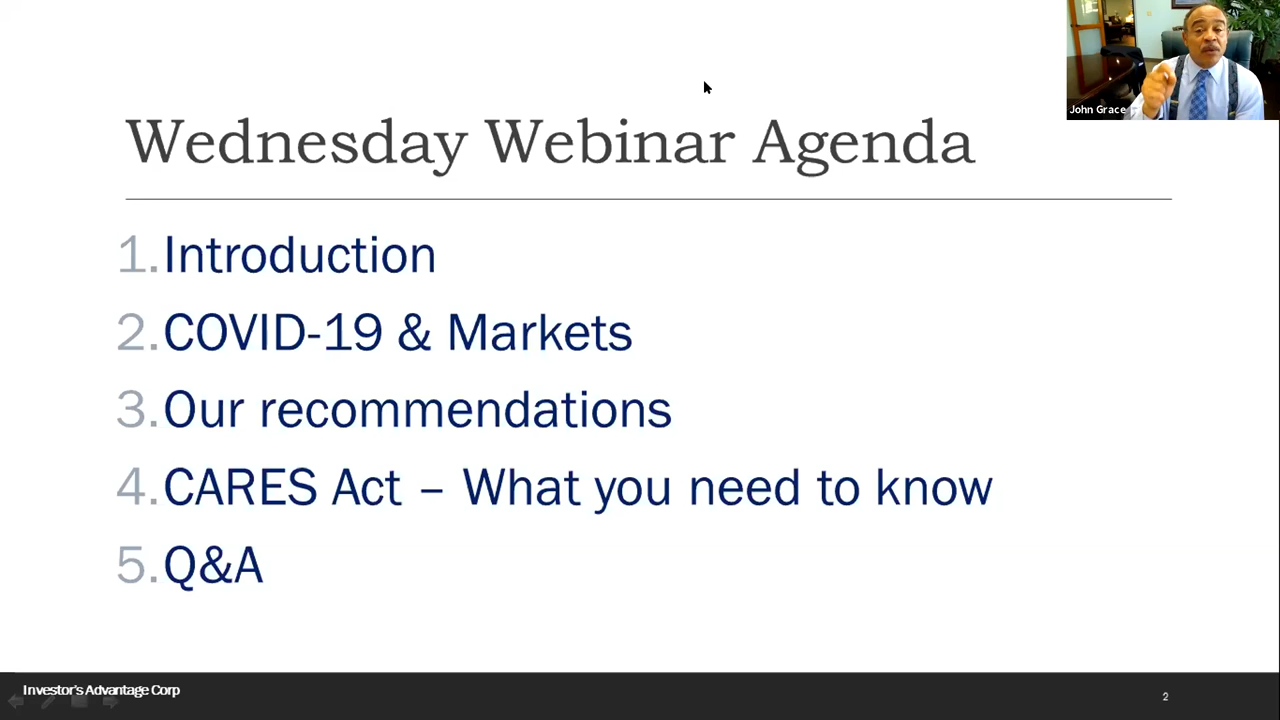 John Grace
Wednesday Webinar Agenda
1. Introduction
2. COVID-19 & Markets
3. Our recommendations
4. CARES Act – What you need to know
5. Q&A
Investor's Advantage Corp
2